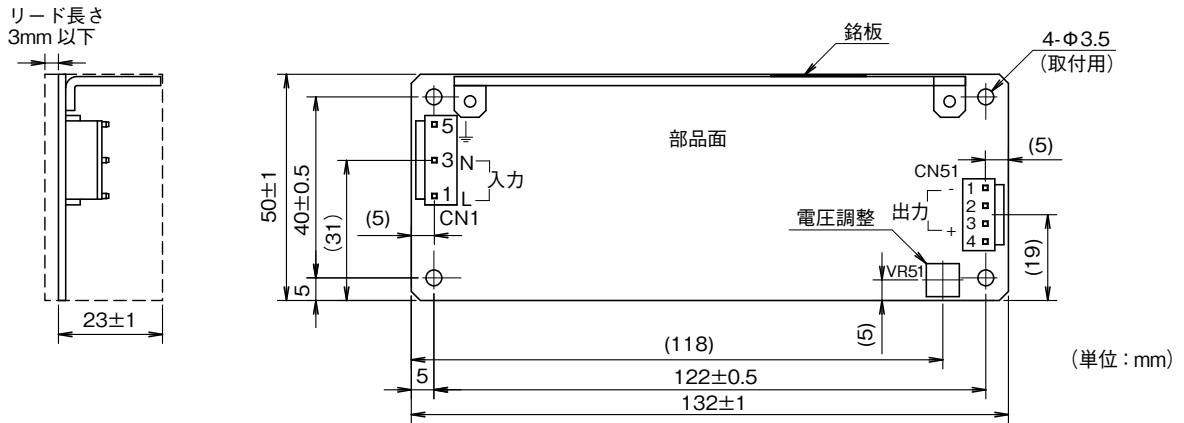 リード長さ
3mm 以下
銘板
4-Φ3.5
(取付用)
部品面
5
3 N
入力
1 L
CN1
(5)
(31)
40±0.5
50±1
5
23±1
(5)
CN51
- 1
2
出力
3
+
4
電圧調整
VR51
(19)
(5)
(118)
5
122±0.5
132±1
(単位：mm)